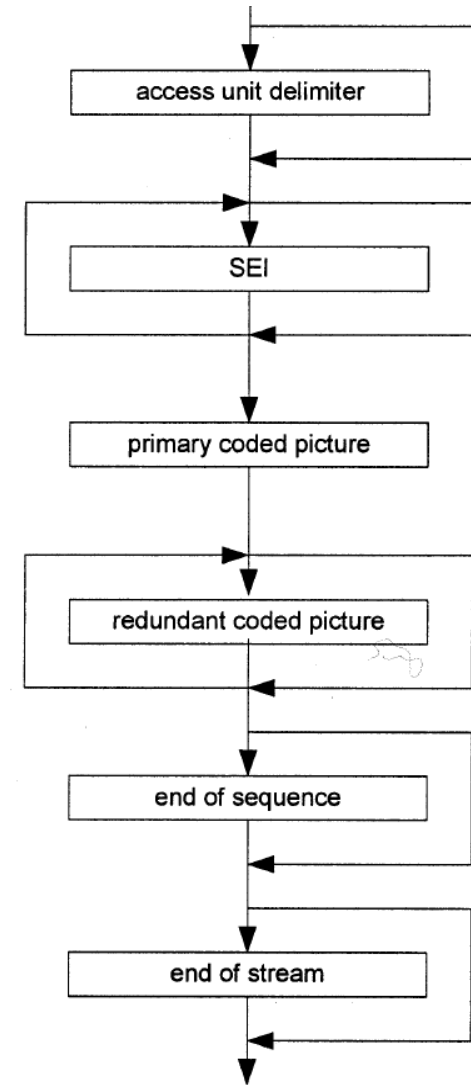 access unit delimiter
SEI
primary coded picture
redundant coded picture
end of sequence
end of stream